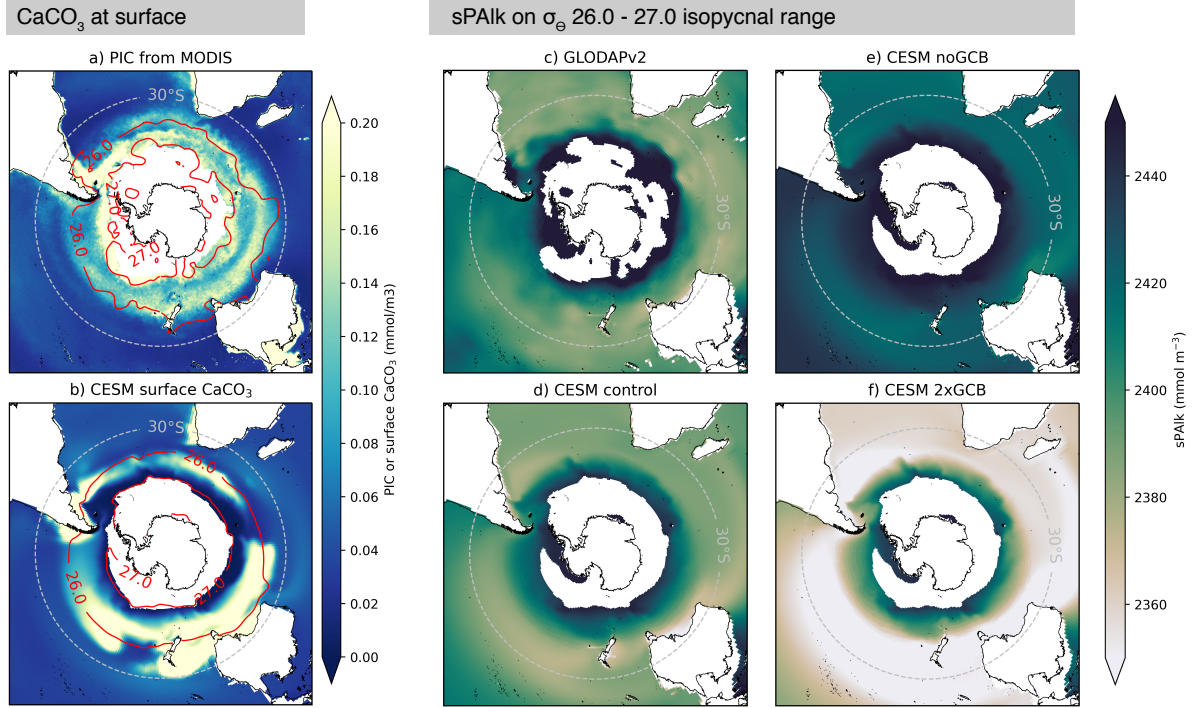 CaCO₃ at surface
sPAlk on σ_Θ 26.0 - 27.0 isopycnal range
a) PIC from MODIS
30°S
26.0
26.0
27.0
27.0
b) CESM surface CaCO₃
30°S
26.0
26.0
27.0
27.0
0.20
0.18
0.16
0.14
0.12
0.10
0.08
0.06
0.04
0.02
0.00
PIC or surface CaCO₃ (mmol/m3)
c) GLODAPv2
30°S
d) CESM control
30°S
e) CESM noGCB
30°S
f) CESM 2xGCB
30°S
2440
2420
2400
2380
2360
sPAlk (mmol m⁻³)